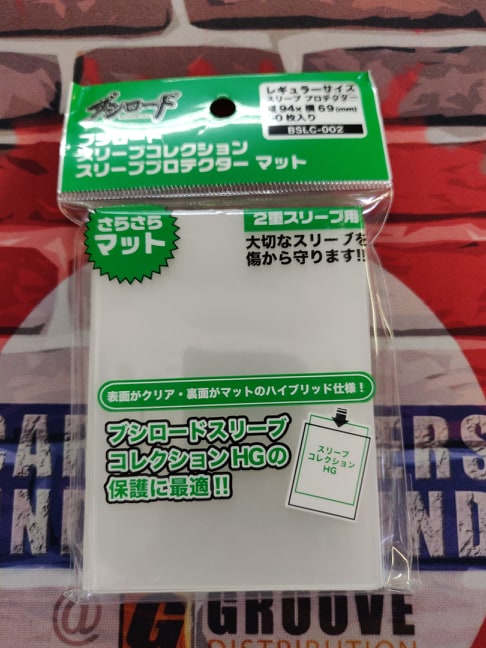 ブシロード
レギュラーサイズ
スリーブ プロテクター
94×横69(mm)
0枚入り
BSLC-002
ブシロード
スリーブコレクション
スリーブプロテクター マット
さらさら
マット
2重スリーブ用
大切なスリーブを
傷から守ります!!
表面がクリア・裏面がマットのハイブリッド仕様!
ブシロードスリーブ
コレクションHGの
保護に最適!!
スリーブ
コレクション
HG
@ G GROOVE
DISTRIBUTION